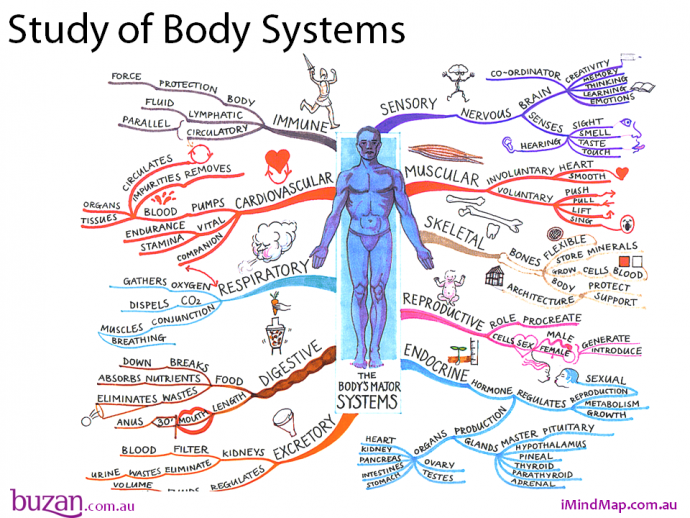 Study of Body Systems
THE
BODY'S MAJOR
SYSTEMS
IMMUNE
FORCE
PROTECTION
BODY
FLUID
LYMPHATIC
PARALLEL
CIRCULATORY
SENSORY
NERVOUS
BRAIN
CO-ORDINATOR
CREATIVITY
MEMORY
THINKING
LEARNING
EMOTIONS
SENSES
SIGHT
SMELL
TASTE
TOUCH
HEARING
CARDIOVASCULAR
CIRCULATES
IMPURITIES REMOVES
ORGANS
TISSUES
BLOOD PUMPS
ENDURANCE VITAL
STAMINA
COMPANION
MUSCULAR
INVOLUNTARY HEART
SMOOTH
VOLUNTARY
PUSH
PULL
LIFT
SING
SKELETAL
BONES
FLEXIBLE
STORE MINERALS
GROW CELLS BLOOD
BODY PROTECT
ARCHITECTURE SUPPORT
RESPIRATORY
GATHERS OXYGEN
DISPELS CO2
MUSCLES CONJUNCTION
BREATHING
REPRODUCTIVE
ROLE PROCREATE
CELLS SEX
MALE
FEMALE
GENERATE
INTRODUCE
DIGESTIVE
DOWN BREAKS
ABSORBS NUTRIENTS FOOD
ELIMINATES WASTES
ANUS 30' MOUTH LENGTH
ENDOCRINE
HORMONE REGULATES
SEXUAL
REPRODUCTION
METABOLISM
GROWTH
PRODUCTION
ORGANS
HEART
KIDNEY
PANCREAS
INTESTINES
STOMACH
OVARY
TESTES
GLANDS MASTER PITUITARY
HYPOTHALAMUS
PINEAL
THYROID
PARATHYROID
ADRENAL
EXCRETORY
BLOOD FILTER KIDNEYS
URINE WASTES ELIMINATE
VOLUME FLUIDS REGULATES
buzan.com.au
iMindMap.com.au